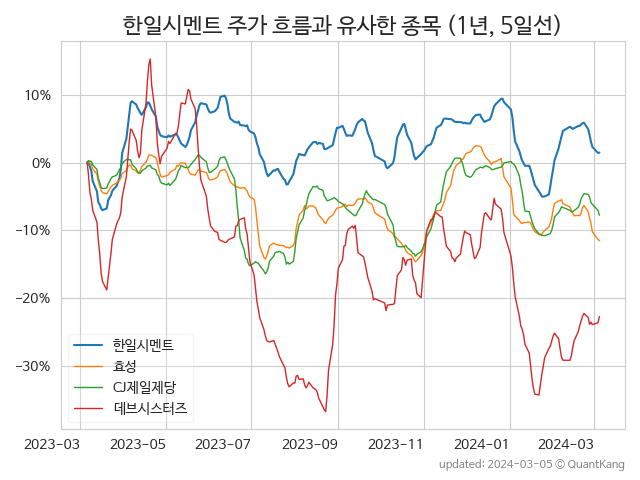 한일시멘트 주가 흐름과 유사한 종목 (1년, 5일선)
10%
0%
−10%
−20%
−30%
한일시멘트
효성
CJ제일제당
데브시스터즈
2023-03 2023-05 2023-07 2023-09 2023-11 2024-01 2024-03
updated: 2024-03-05 © QuantKang